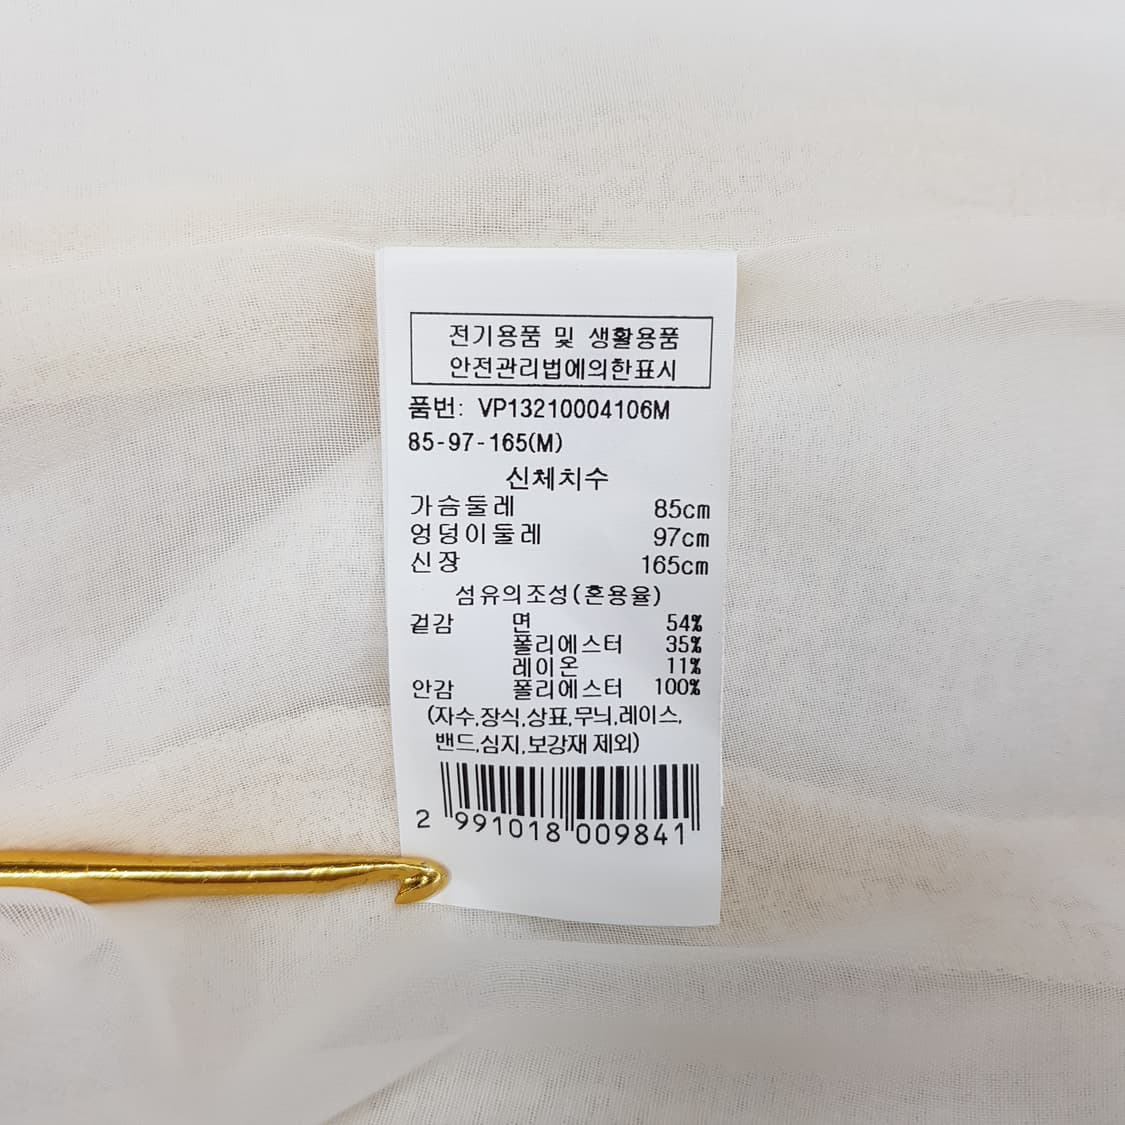 전기용품 및 생활용품
안전관리법에의한표시
품번: VP13210004106M
85-97-165(M)
신체치수
가슴둘레 85cm
엉덩이둘레 97cm
신장 165cm
섬유의조성(혼용율)
겉감 면 54%
폴리에스터 35%
레이온 11%
안감 폴리에스터 100%
(자수,장식,상표,무늬,레이스,
밴드,심지,보강재 제외)
2 991018 009841